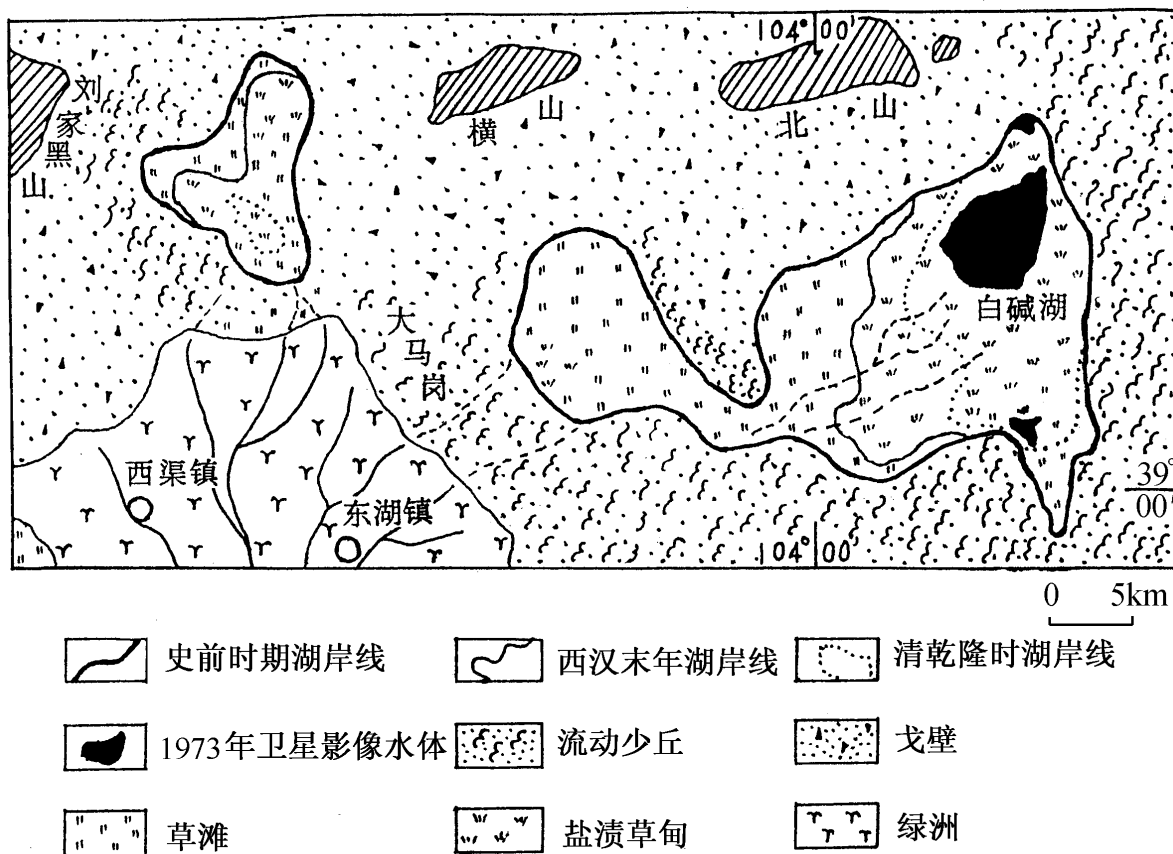 104°00′
刘家黑山
横山
北山
白碱湖
大马岗
西渠镇
东湖镇
39°
00′
104°00′
0 5km
史前时期湖岸线
西汉末年湖岸线
清乾隆时湖岸线
1973年卫星影像水体
流动少丘
戈壁
草滩
盐渍草甸
绿洲